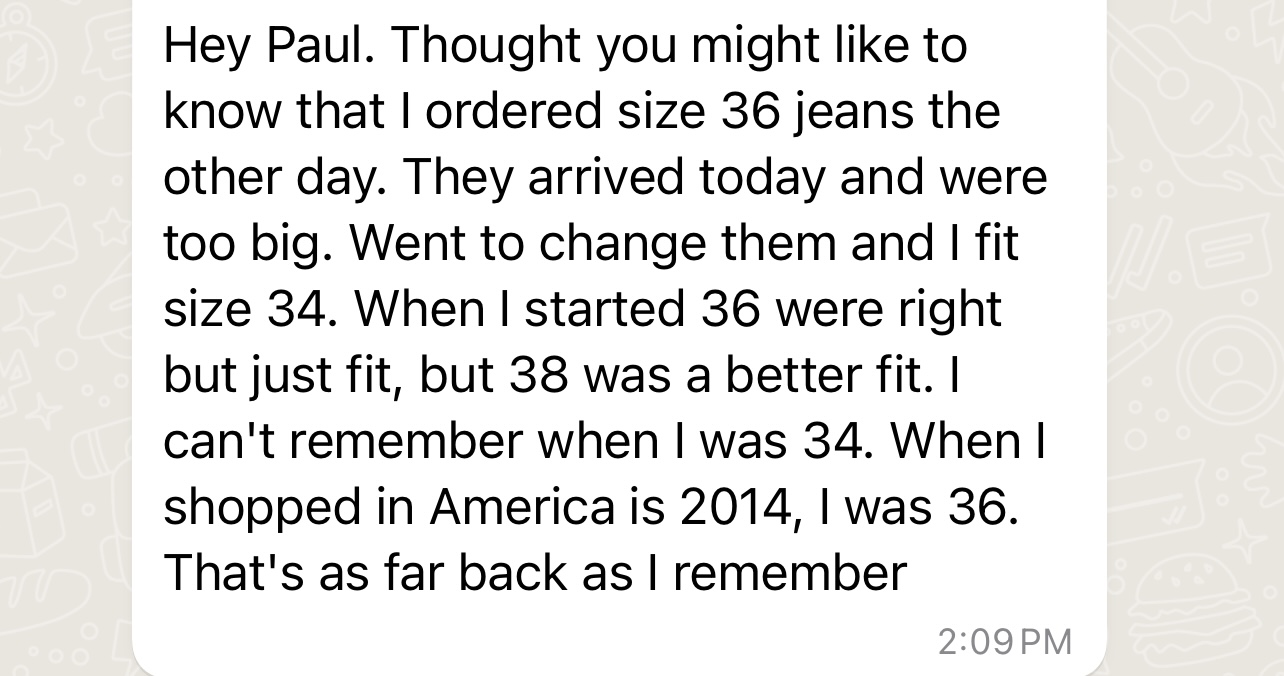 Hey Paul. Thought you might like to
know that I ordered size 36 jeans the
other day. They arrived today and were
too big. Went to change them and I fit
size 34. When I started 36 were right
but just fit, but 38 was a better fit. I
can't remember when I was 34. When I
shopped in America is 2014, I was 36.
That's as far back as I remember
2:09 PM